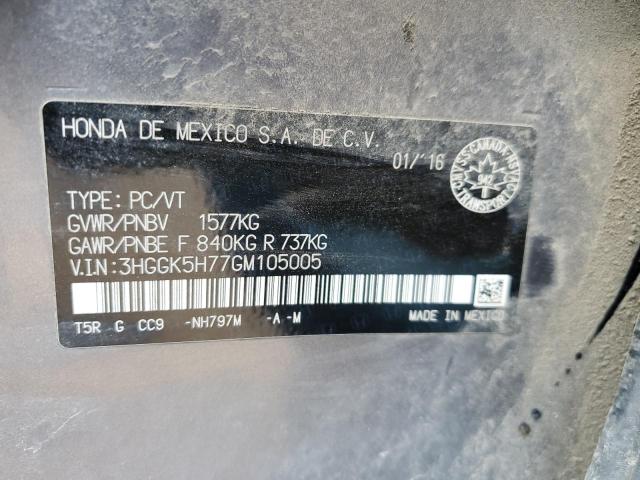 HONDA DE MEXICO S.A. DE C.V.
01/'16
TYPE: PC/VT
GVWR/PNBV 1577KG
GAWR/PNBE F 840KG R 737KG
V.IN: 3HGGK5H77GM105005
T5R G CC9 -NH797M -A -M
MADE IN MEXICO